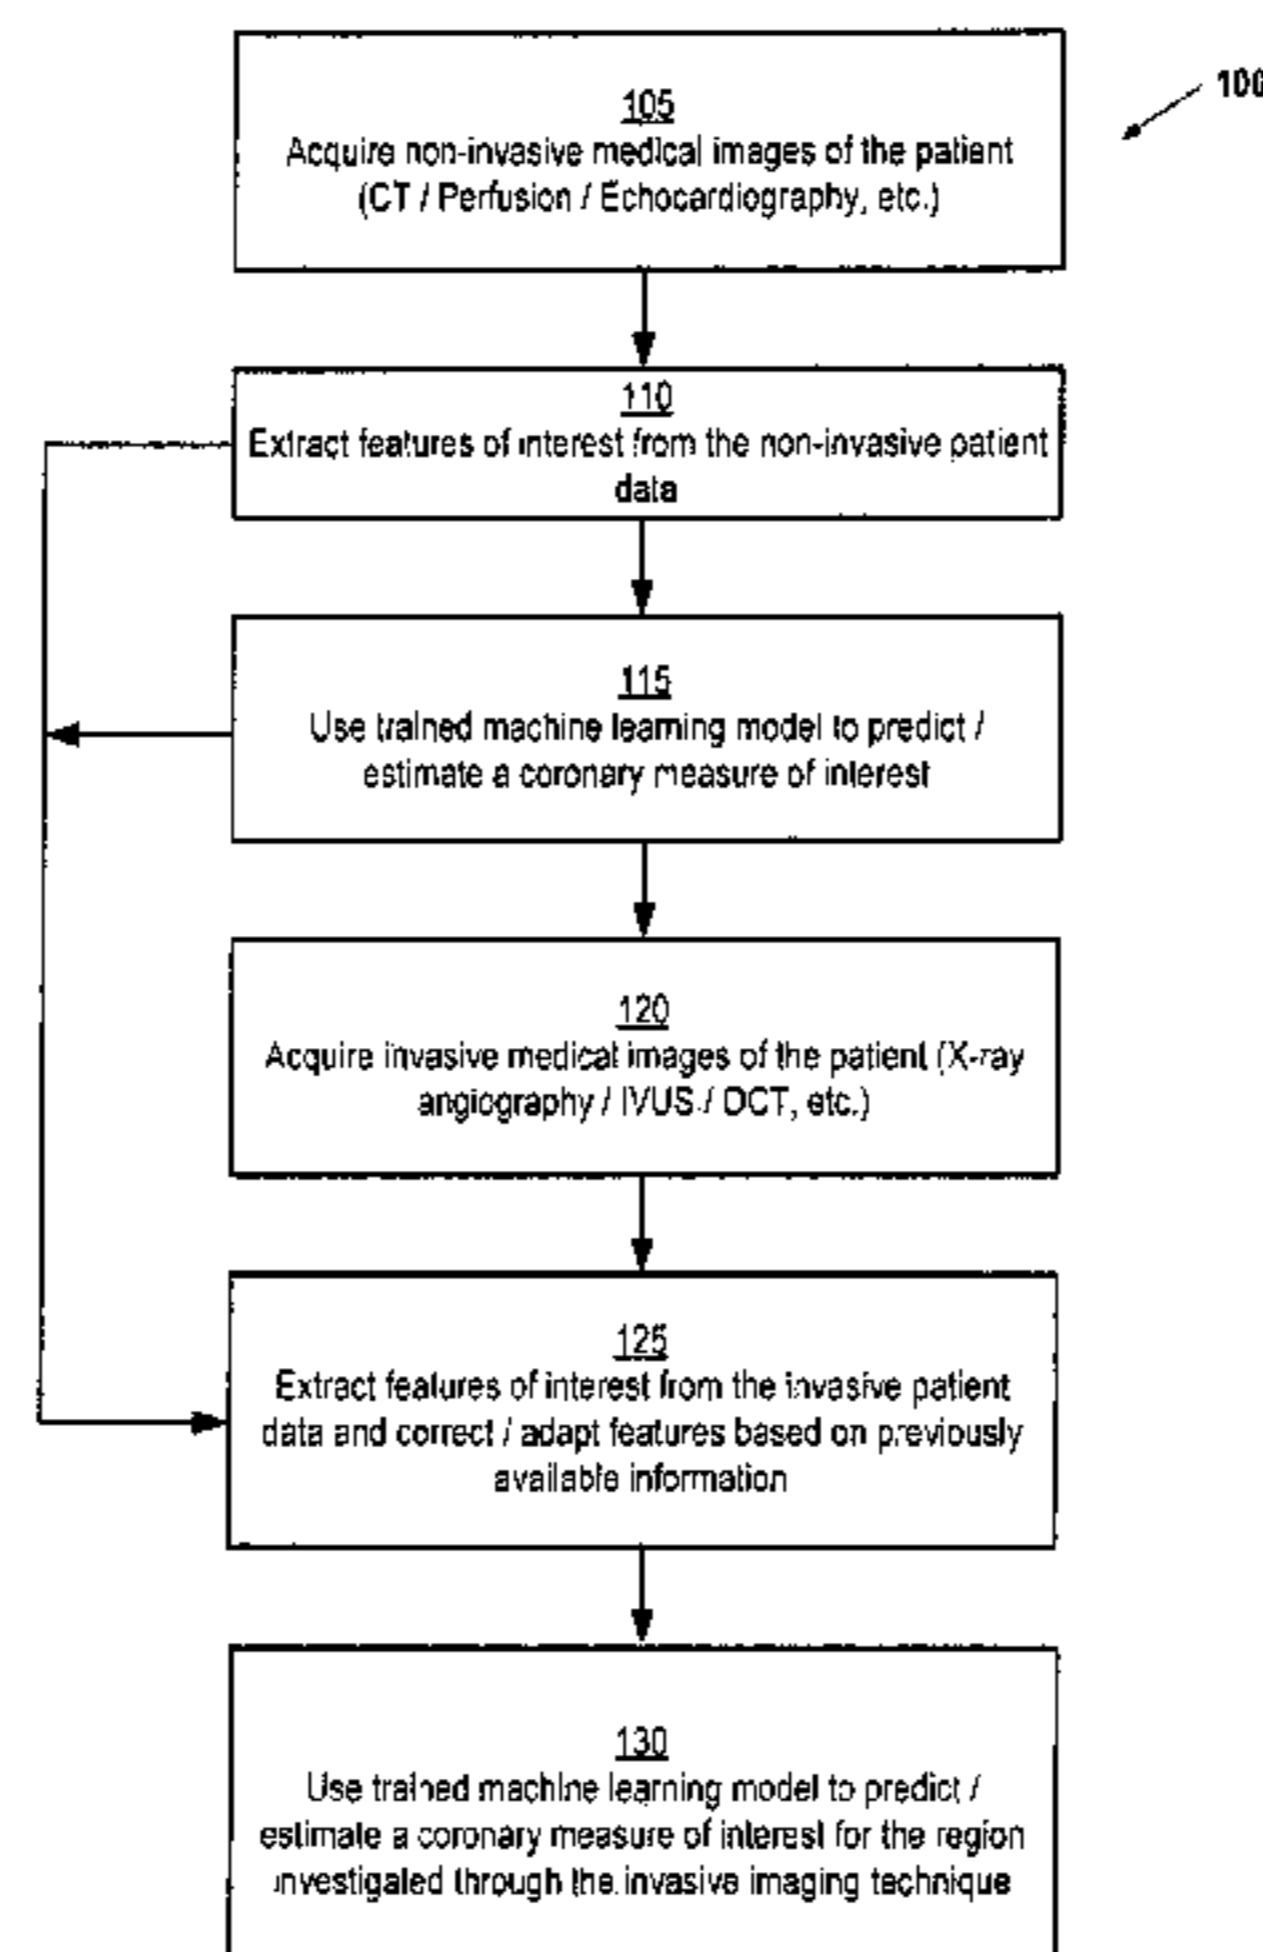 100
105
Acquire non-invasive medical images of the patient
(CT / Perfusion / Echocardiography, etc.)
110
Extract features of interest from the non-invasive patient
data
115
Use trained machine learning model to predict /
estimate a coronary measure of interest
120
Acquire invasive medical images of the patient (X-ray
angiography / IVUS / OCT, etc.)
125
Extract features of interest from the invasive patient
data and correct / adapt features based on previously
available information
130
Use trained machine learning model to predict /
estimate a coronary measure of interest for the region
investigated through the invasive imaging technique